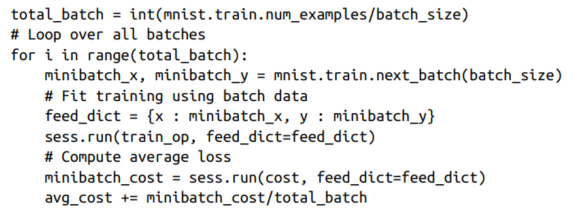 total_batch = int(mnist.train.num_examples/batch_size)
# Loop over all batches
for i in range(total_batch):
    minibatch_x, minibatch_y = mnist.train.next_batch(batch_size)
    # Fit training using batch data
    feed_dict = {x : minibatch_x, y : minibatch_y}
    sess.run(train_op, feed_dict=feed_dict)
    # Compute average loss
    minibatch_cost = sess.run(cost, feed_dict=feed_dict)
    avg_cost += minibatch_cost/total_batch